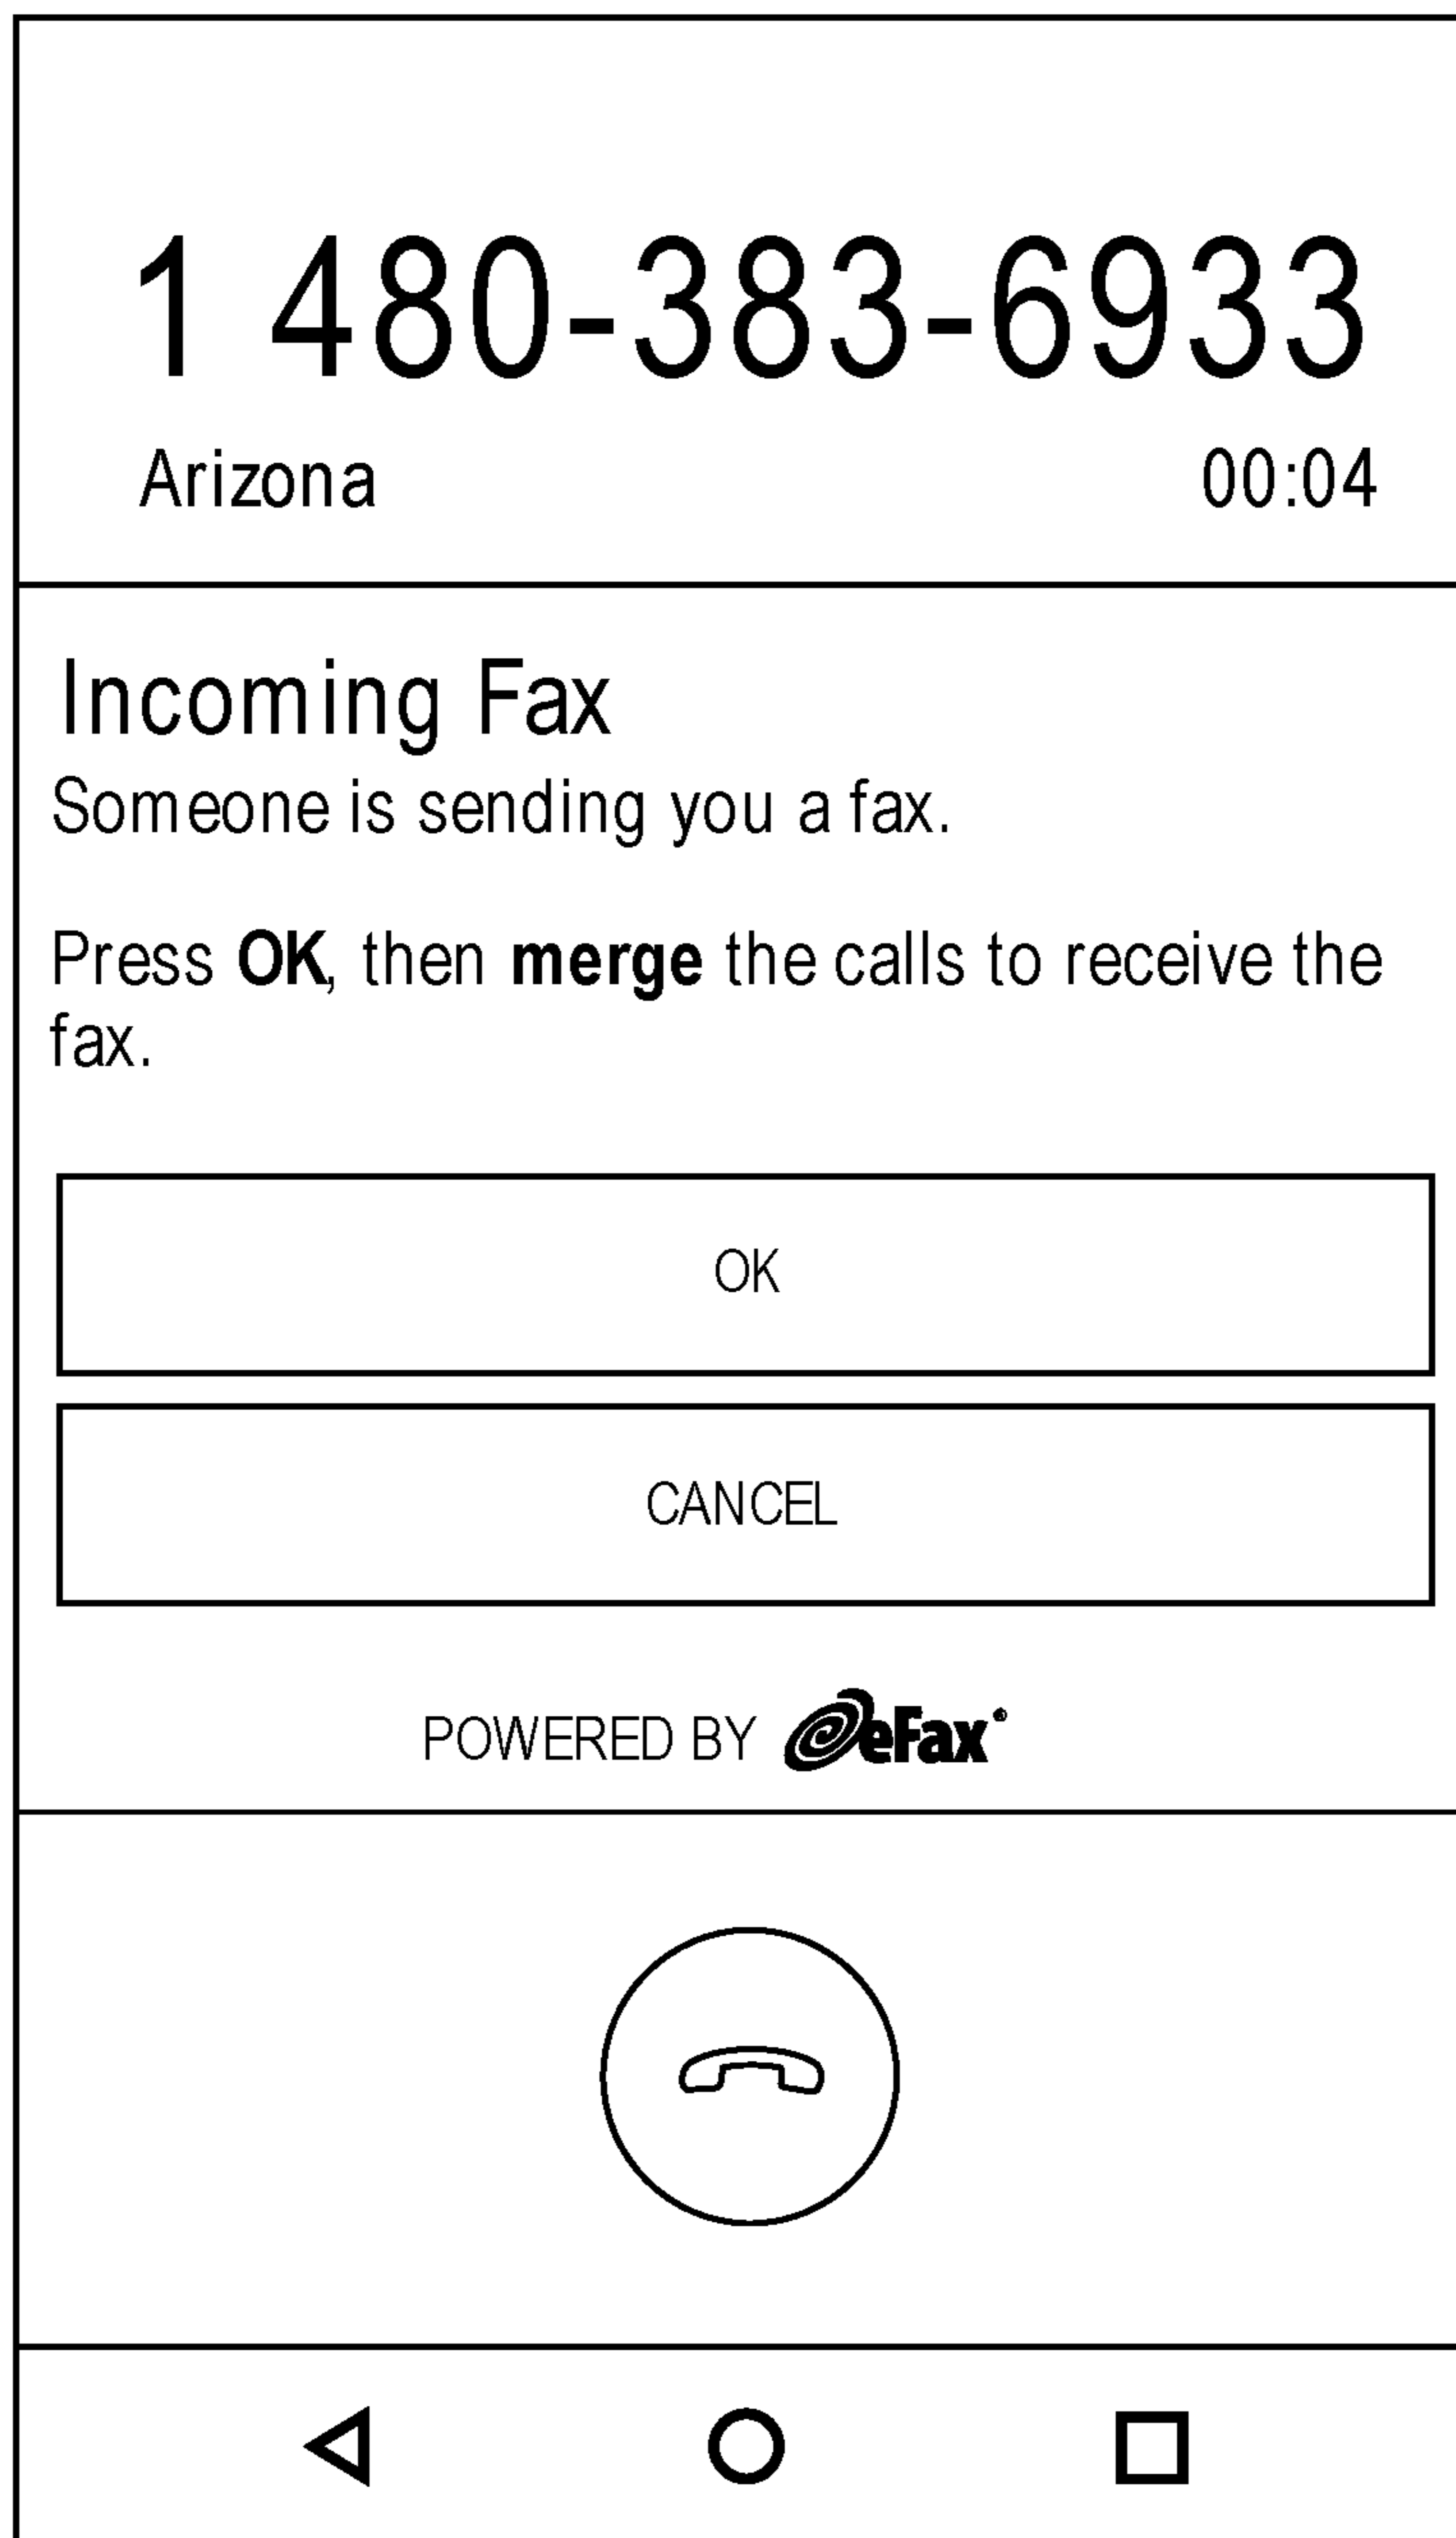 1 480-383-6933
Arizona 00:04
Incoming Fax
Someone is sending you a fax.
Press OK, then merge the calls to receive the
fax.
OK
CANCEL
POWERED BY eFax®